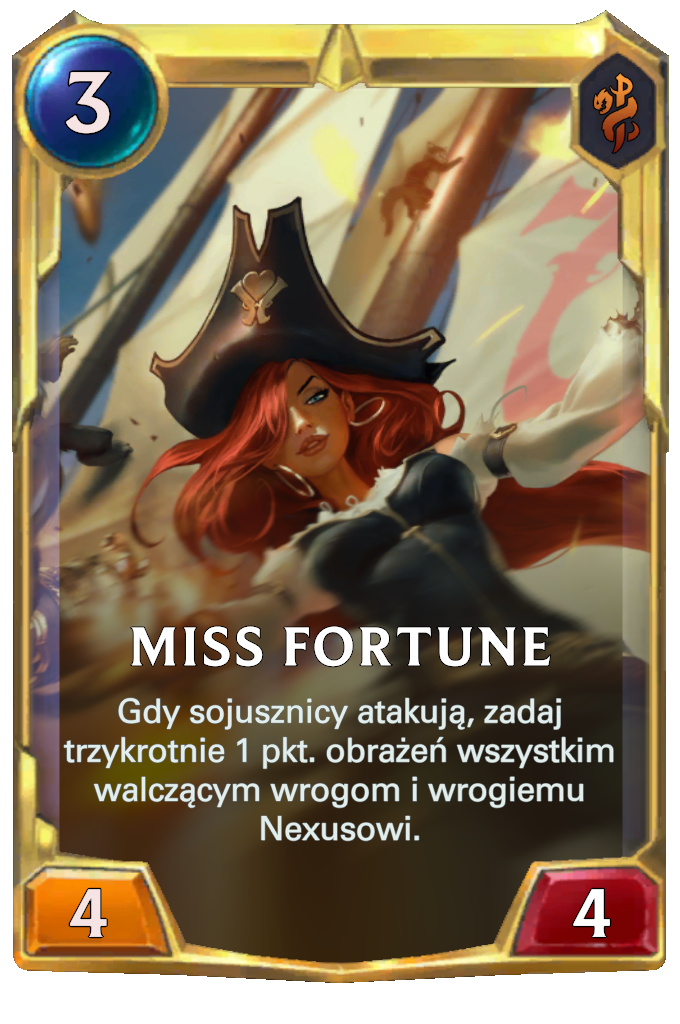 3
MISS FORTUNE
Gdy sojusznicy atakują, zadaj
trzykrotnie 1 pkt. obrażeń wszystkim
walczącym wrogom i wrogiemu
Nexusowi.
4 4